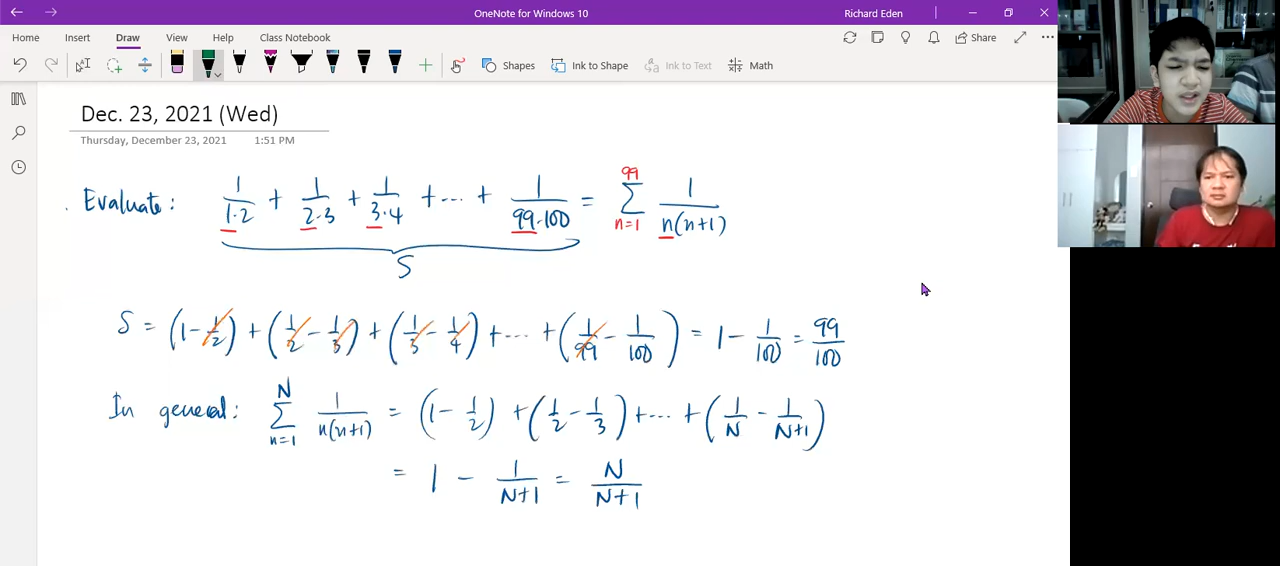 OneNote for Windows 10
Richard Eden
Home Insert Draw View Help Class Notebook
Share
Shapes Ink to Shape Ink to Text Math
Dec. 23, 2021 (Wed)
Thursday, December 23, 2021 1:51 PM
Evaluate: 1/(1·2) + 1/(2·3) + 1/(3·4) + ... + 1/(99·100) = ∑_{n=1}^{99} 1/(n(n+1))
S
S = (1 - 1/2) + (1/2 - 1/3) + (1/3 - 1/4) + ... + (1/99 - 1/100) = 1 - 1/100 = 99/100
In general: ∑_{n=1}^{N} 1/(n(n+1)) = (1 - 1/2) + (1/2 - 1/3) + ... + (1/N - 1/(N+1))
= 1 - 1/(N+1) = N/(N+1)